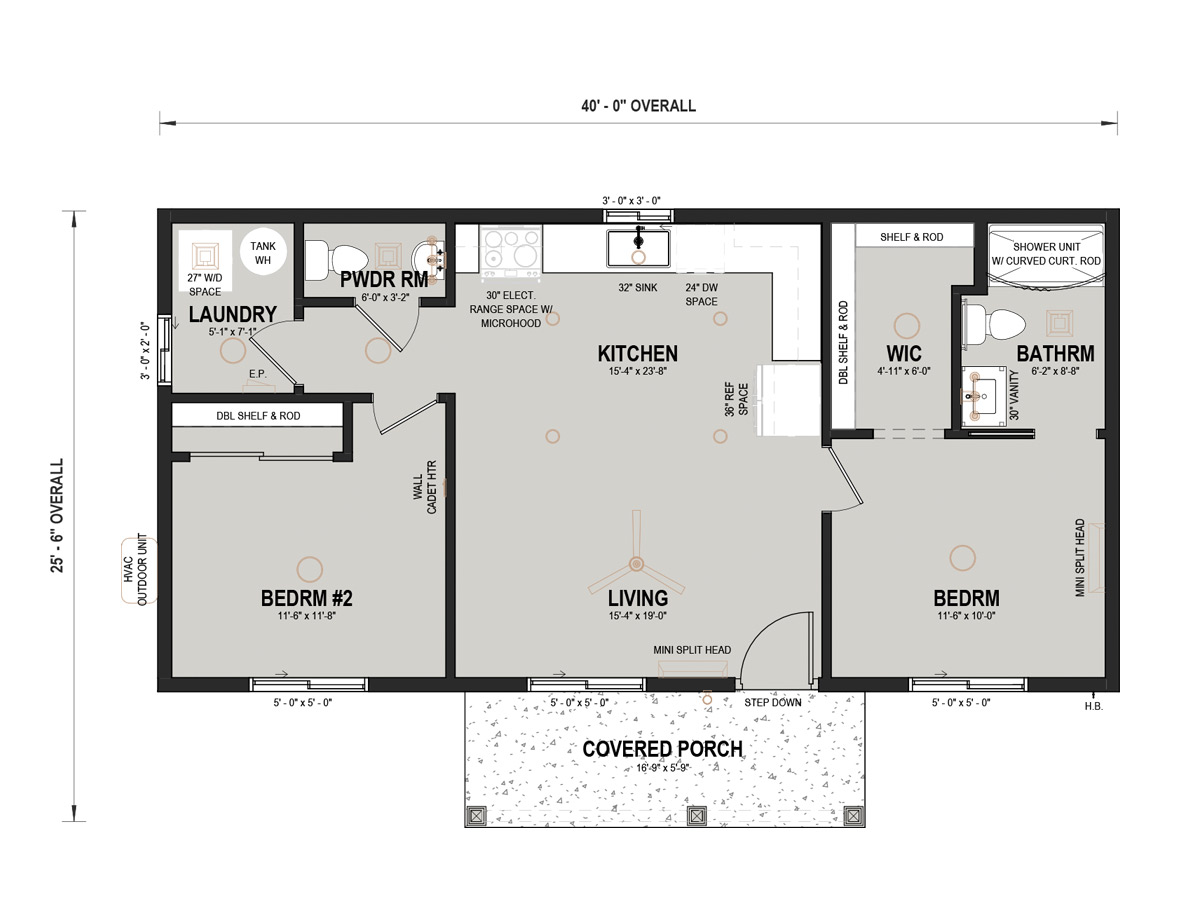 40' - 0" OVERALL
3' - 0" x 3' - 0"
27" W/D
SPACE
TANK
WH
LAUNDRY
5'-1" x 7'-1"
E.P.
3' - 0" x 2' - 0"
PWDR RM
6'-0" x 3'-2"
30" ELECT.
RANGE SPACE W/
MICROHOOD
32" SINK
24" DW
SPACE
KITCHEN
15'-4" x 23'-8"
36" REF
SPACE
SHELF & ROD
DBL SHELF & ROD
WIC
4'-11" x 6'-0"
SHOWER UNIT
W/ CURVED CURT. ROD
BATHRM
6'-2" x 8'-8"
30" VANITY
DBL SHELF & ROD
WALL
CADET HTR
25' - 6" OVERALL
HVAC
OUTDOOR UNIT
BEDRM #2
11'-6" x 11'-8"
LIVING
15'-4" x 19'-0"
MINI SPLIT HEAD
BEDRM
11'-6" x 10'-0"
MINI SPLIT HEAD
5' - 0" x 5' - 0"
5' - 0" x 5' - 0"
STEP DOWN
5' - 0" x 5' - 0"
H.B.
COVERED PORCH
16'-9" x 5'-9"